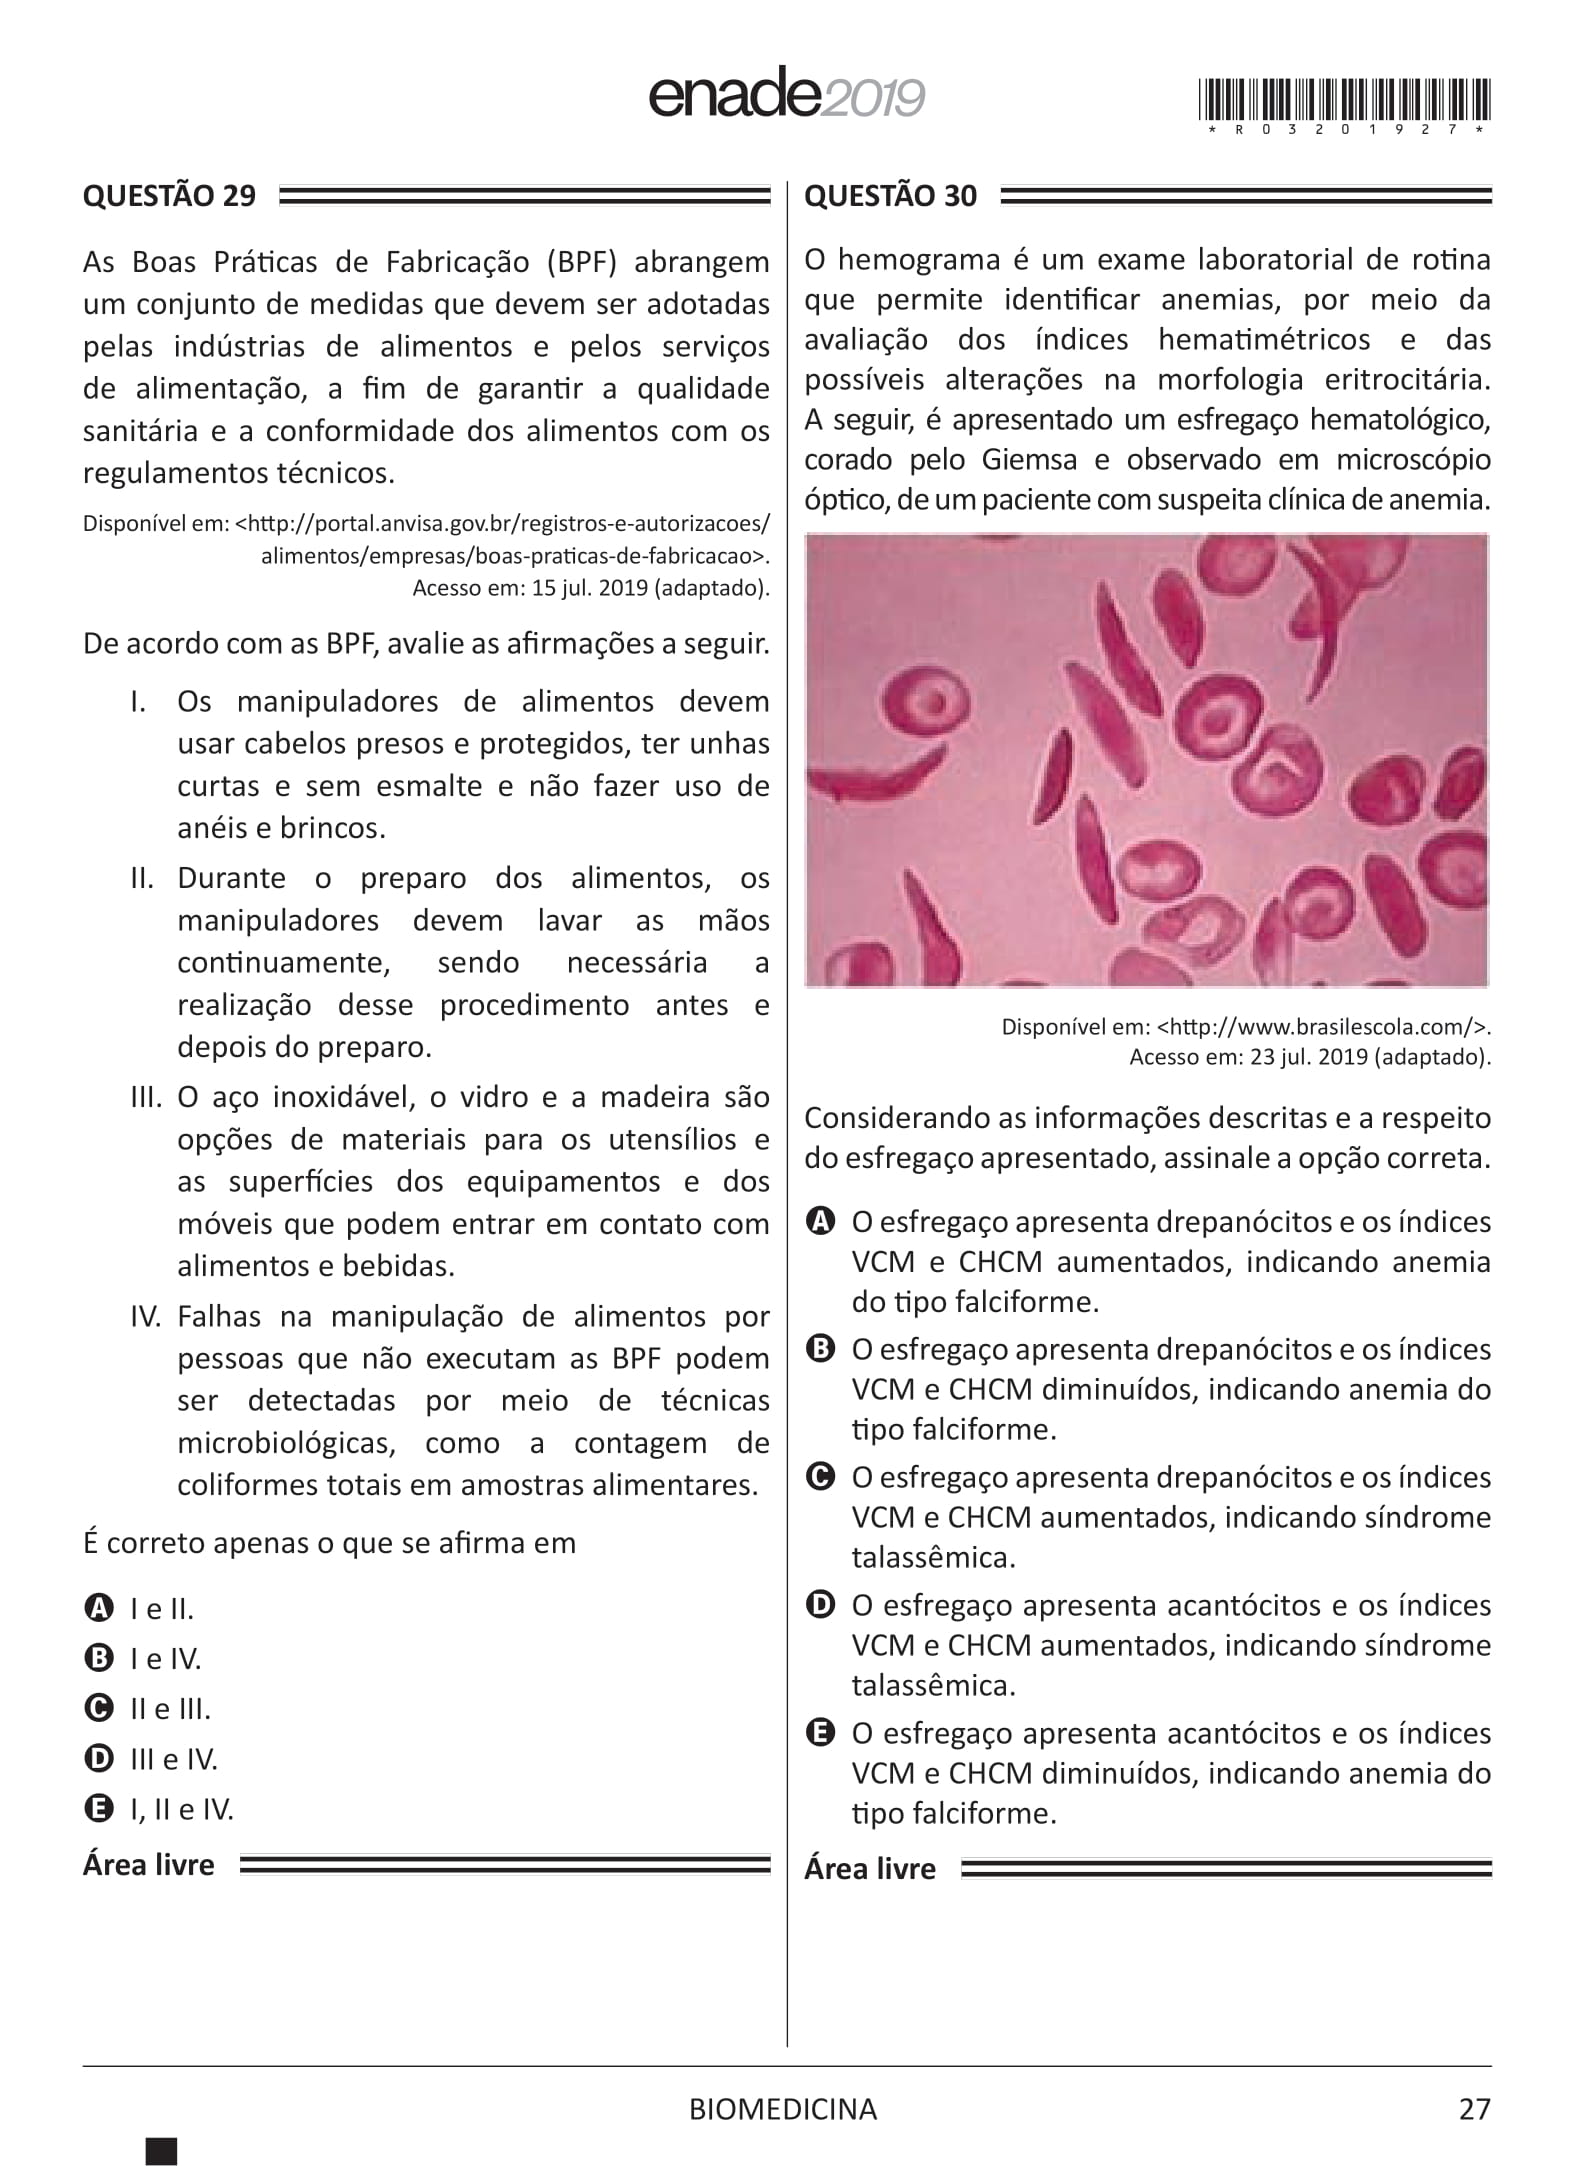 enade2019
*R03201927*
QUESTÃO 29
As Boas Práticas de Fabricação (BPF) abrangem
um conjunto de medidas que devem ser adotadas
pelas indústrias de alimentos e pelos serviços
de alimentação, a fim de garantir a qualidade
sanitária e a conformidade dos alimentos com os
regulamentos técnicos.
Disponível em: <http://portal.anvisa.gov.br/registros-e-autorizacoes/
alimentos/empresas/boas-praticas-de-fabricacao>.
Acesso em: 15 jul. 2019 (adaptado).
De acordo com as BPF, avalie as afirmações a seguir.
I. Os manipuladores de alimentos devem
usar cabelos presos e protegidos, ter unhas
curtas e sem esmalte e não fazer uso de
anéis e brincos.
II. Durante o preparo dos alimentos, os
manipuladores devem lavar as mãos
continuamente, sendo necessária a
realização desse procedimento antes e
depois do preparo.
III. O aço inoxidável, o vidro e a madeira são
opções de materiais para os utensílios e
as superfícies dos equipamentos e dos
móveis que podem entrar em contato com
alimentos e bebidas.
IV. Falhas na manipulação de alimentos por
pessoas que não executam as BPF podem
ser detectadas por meio de técnicas
microbiológicas, como a contagem de
coliformes totais em amostras alimentares.
É correto apenas o que se afirma em
A I e II.
B I e IV.
C II e III.
D III e IV.
E I, II e IV.
Área livre
QUESTÃO 30
O hemograma é um exame laboratorial de rotina
que permite identificar anemias, por meio da
avaliação dos índices hematimétricos e das
possíveis alterações na morfologia eritrocitária.
A seguir, é apresentado um esfregaço hematológico,
corado pelo Giemsa e observado em microscópio
óptico, de um paciente com suspeita clínica de anemia.
Disponível em: <http://www.brasilescola.com/>.
Acesso em: 23 jul. 2019 (adaptado).
Considerando as informações descritas e a respeito
do esfregaço apresentado, assinale a opção correta.
A O esfregaço apresenta drepanócitos e os índices
VCM e CHCM aumentados, indicando anemia
do tipo falciforme.
B O esfregaço apresenta drepanócitos e os índices
VCM e CHCM diminuídos, indicando anemia do
tipo falciforme.
C O esfregaço apresenta drepanócitos e os índices
VCM e CHCM aumentados, indicando síndrome
talassêmica.
D O esfregaço apresenta acantócitos e os índices
VCM e CHCM aumentados, indicando síndrome
talassêmica.
E O esfregaço apresenta acantócitos e os índices
VCM e CHCM diminuídos, indicando anemia do
tipo falciforme.
Área livre
BIOMEDICINA
27